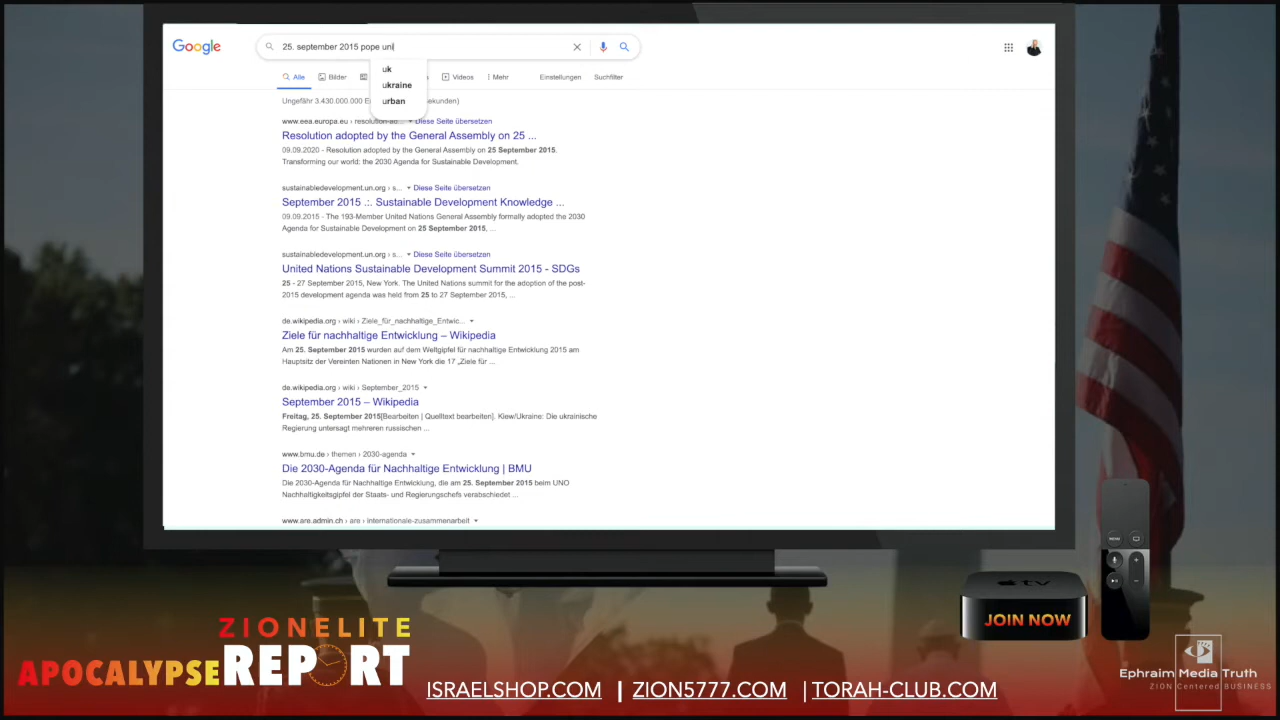 Google
25. september 2015 pope uni
uk
ukraine
urban
Alle
Bilder
Videos
Mehr
Einstellungen
Suchfilter
Ungefähr 3.430.000.000 E
ekunden)
www.eea.europa.eu › resolution-ad... Diese Seite übersetzen
Resolution adopted by the General Assembly on 25 ...
09.09.2020 - Resolution adopted by the General Assembly on 25 September 2015.
Transforming our world: the 2030 Agenda for Sustainable Development.
sustainabledevelopment.un.org › s... Diese Seite übersetzen
September 2015 .:. Sustainable Development Knowledge ...
09.09.2015 - The 193-Member United Nations General Assembly formally adopted the 2030
Agenda for Sustainable Development on 25 September 2015, ...
sustainabledevelopment.un.org › s... Diese Seite übersetzen
United Nations Sustainable Development Summit 2015 - SDGs
25 - 27 September 2015, New York. The United Nations summit for the adoption of the post-
2015 development agenda was held from 25 to 27 September 2015, ...
de.wikipedia.org › wiki › Ziele_für_nachhaltige_Entwic...
Ziele für nachhaltige Entwicklung – Wikipedia
Am 25. September 2015 wurden auf dem Weltgipfel für nachhaltige Entwicklung 2015 am
Hauptsitz der Vereinten Nationen in New York die 17 „Ziele für ...
de.wikipedia.org › wiki › September_2015
September 2015 – Wikipedia
Freitag, 25. September 2015[Bearbeiten | Quelltext bearbeiten]. Kiew/Ukraine: Die ukrainische
Regierung untersagt mehreren russischen ...
www.bmu.de › themen › 2030-agenda
Die 2030-Agenda für Nachhaltige Entwicklung | BMU
Die 2030-Agenda für Nachhaltige Entwicklung, die am 25. September 2015 beim UNO
Nachhaltigkeitsgipfel der Staats- und Regierungschefs verabschiedet ...
www.are.admin.ch › are › internationale-zusammenarbeit
MENU
tv
JOIN NOW
ZIONELITE
APOCALYPSE REPORT
ISRAELSHOP.COM | ZION5777.COM | TORAH-CLUB.COM
Ephraim Media Truth
ZION Centered BUSINESS